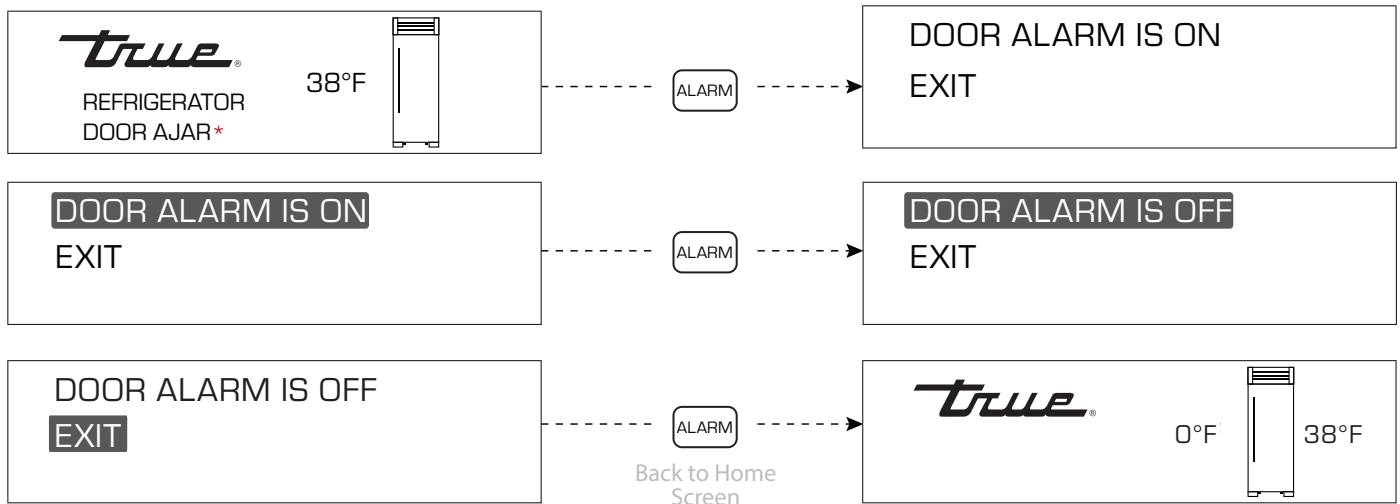 true®
REFRIGERATOR
DOOR AJAR*
38°F
ALARM
DOOR ALARM IS ON
EXIT
DOOR ALARM IS ON
EXIT
ALARM
DOOR ALARM IS OFF
EXIT
DOOR ALARM IS OFF
EXIT
ALARM
Back to Home
Screen
true®
0°F
38°F